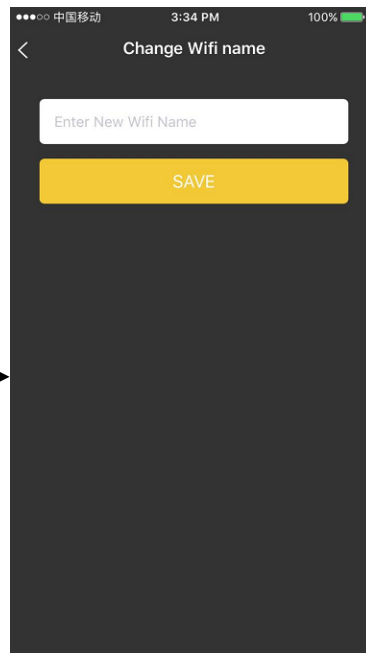 中国移动 3:34 PM 100%
Change Wifi name
Enter New Wifi Name
SAVE